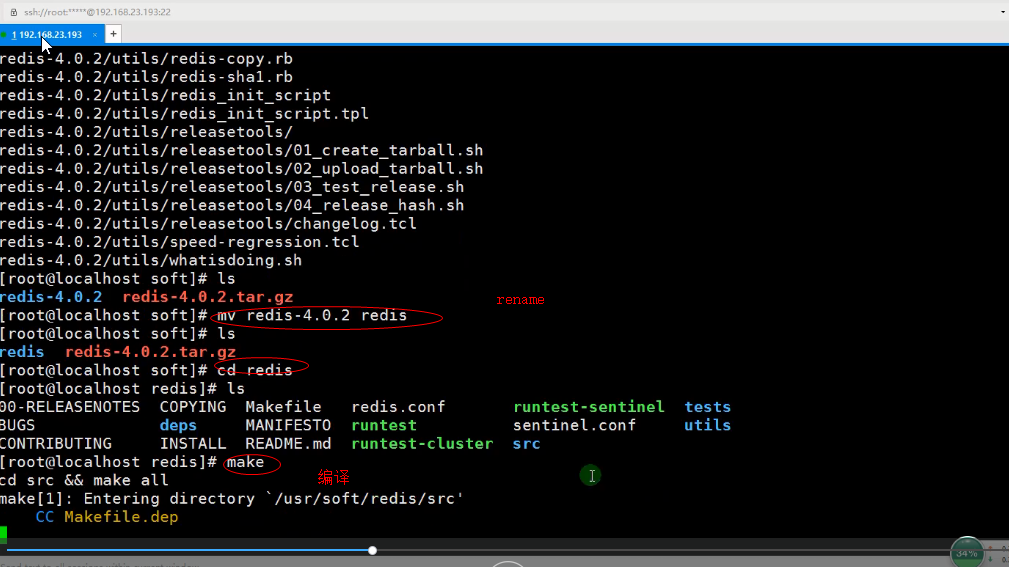 ssh://root:*****@192.168.23.193:22
1 192.168.23.193 × +
redis-4.0.2/utils/redis-copy.rb
redis-4.0.2/utils/redis-sha1.rb
redis-4.0.2/utils/redis_init_script
redis-4.0.2/utils/redis_init_script.tpl
redis-4.0.2/utils/releasetools/
redis-4.0.2/utils/releasetools/01_create_tarball.sh
redis-4.0.2/utils/releasetools/02_upload_tarball.sh
redis-4.0.2/utils/releasetools/03_test_release.sh
redis-4.0.2/utils/releasetools/04_release_hash.sh
redis-4.0.2/utils/releasetools/changelog.tcl
redis-4.0.2/utils/speed-regression.tcl
redis-4.0.2/utils/whatisdoing.sh
[root@localhost soft]# ls
redis-4.0.2 redis-4.0.2.tar.gz rename
[root@localhost soft]# mv redis-4.0.2 redis
[root@localhost soft]# ls
redis redis-4.0.2.tar.gz
[root@localhost soft]# cd redis
[root@localhost redis]# ls
00-RELEASENOTES COPYING Makefile redis.conf runtest-sentinel tests
BUGS deps MANIFESTO runtest sentinel.conf utils
CONTRIBUTING INSTALL README.md runtest-cluster src
[root@localhost redis]# make
编译
cd src && make all
make[1]: Entering directory `/usr/soft/redis/src'
CC Makefile.dep
34%